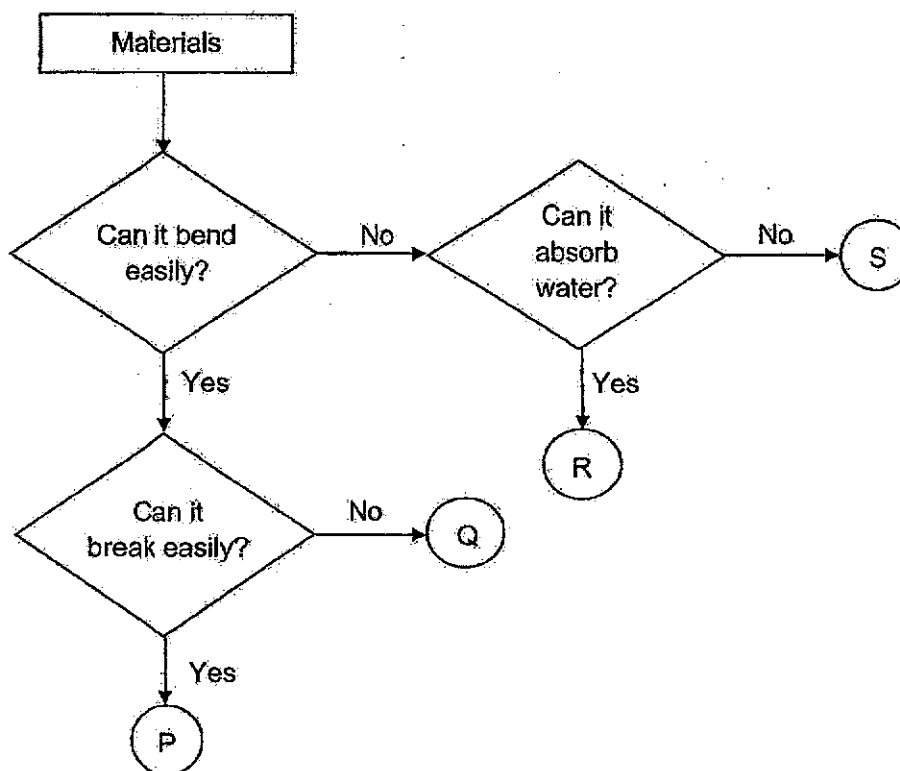 Materials
Can it bend
easily?
No
Can it
absorb
water?
No
S
Yes
Yes
R
Can it
break easily?
No
Q
Yes
P